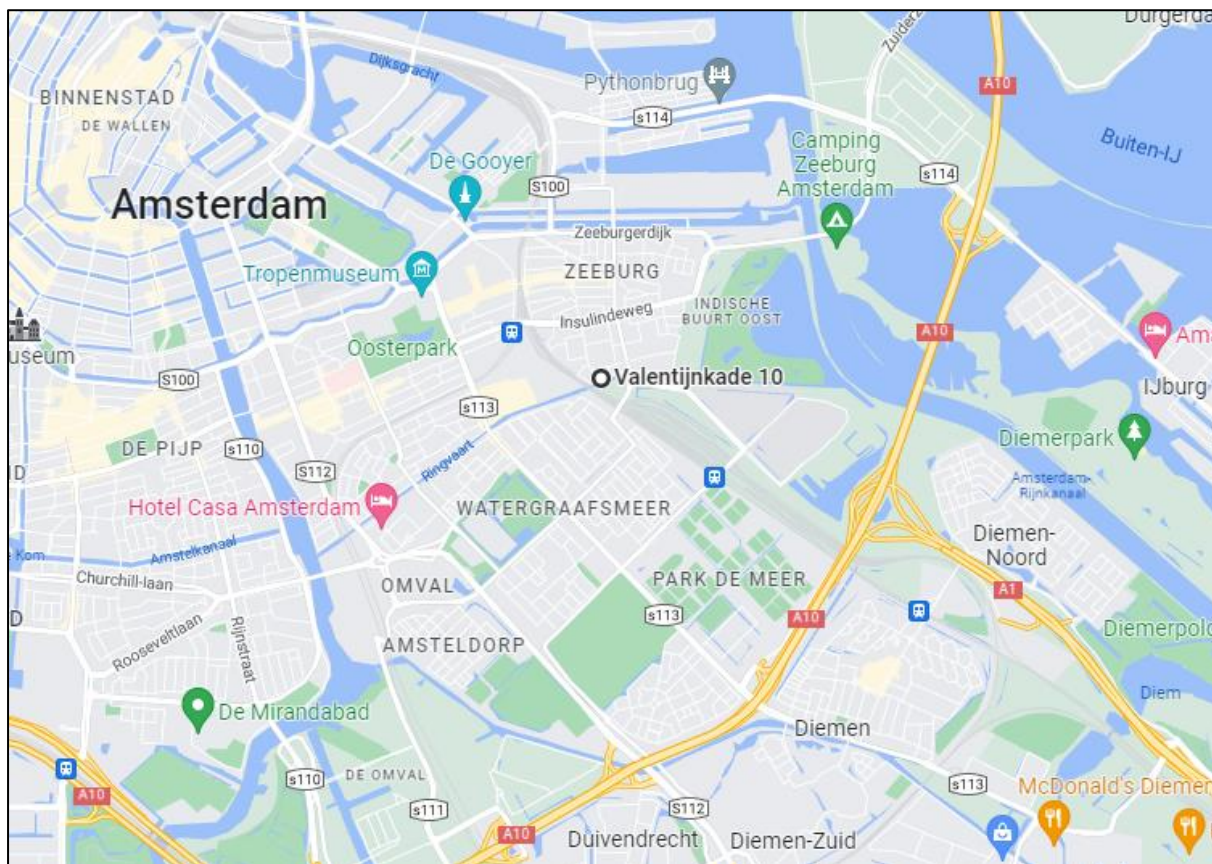 Durgerda
Zuiderz
Dijksgracht
Pythonbrug
A10
BINNENSTAD
DE WALLEN
s114
Camping
Zeeburg
Amsterdam
Buiten-IJ
De Gooyer
S100
s114
Amsterdam
Zeeburgerdijk
Tropenmuseum
M
ZEEBURG
INDISCHE
BUURT OOST
Insulindeweg
A10
Ama
useum
Oosterpark
S100
Valentijnkade 10
IJburg
s113
DE PIJP
s110
Diemerpark
S112
Ringvaart
Amsterdam-
Rijnkanaal
Hotel Casa Amsterdam
WATERGRAAFSMEER
Diemen-
Noord
e Kom
Amstelkanaal
Churchill-laan
OMVAL
PARK DE MEER
A1
D
s113
A10
Diemerpold
Rooseveltlaan
Rijnstraat
AMSTELDORP
Diem
De Mirandabad
Diemen
DE OMVAL
s110
s113
McDonald's Diemen
A10
s111
S112
A10
Duivendrecht
Diemen-Zuid